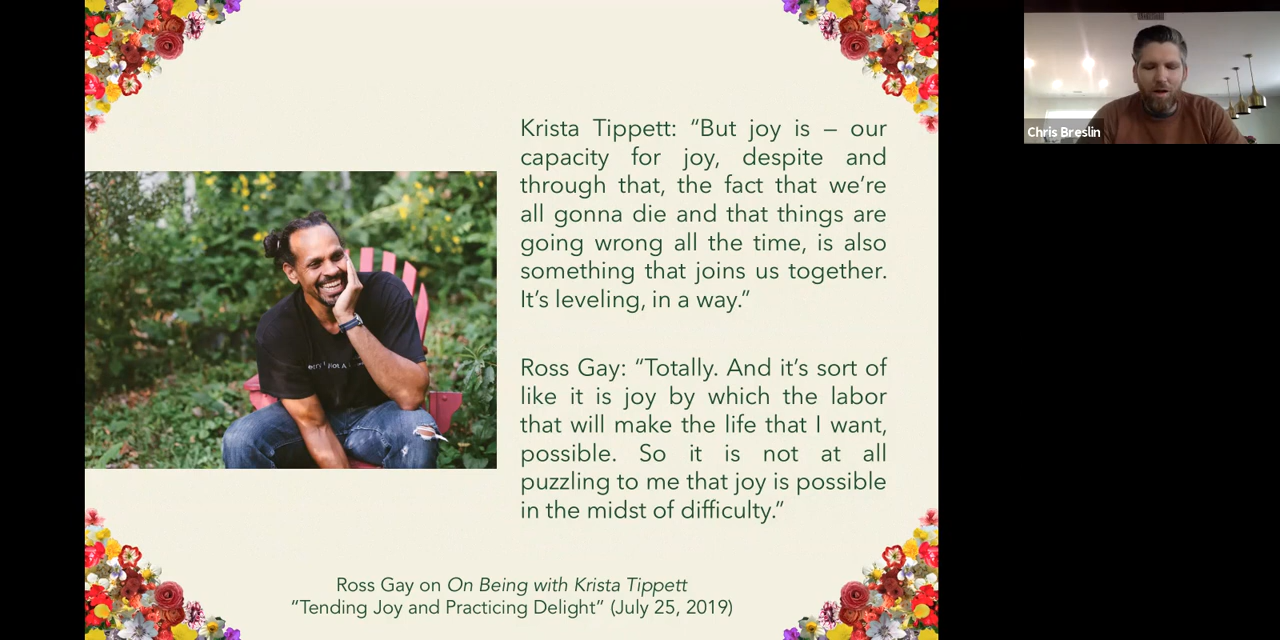 Krista Tippett: “But joy is – our
capacity for joy, despite and
through that, the fact that we’re
all gonna die and that things are
going wrong all the time, is also
something that joins us together.
It’s leveling, in a way.”
Ross Gay: “Totally. And it’s sort of
like it is joy by which the labor
that will make the life that I want,
possible. So it is not at all
puzzling to me that joy is possible
in the midst of difficulty.”
Ross Gay on On Being with Krista Tippett
“Tending Joy and Practicing Delight” (July 25, 2019)
Chris Breslin